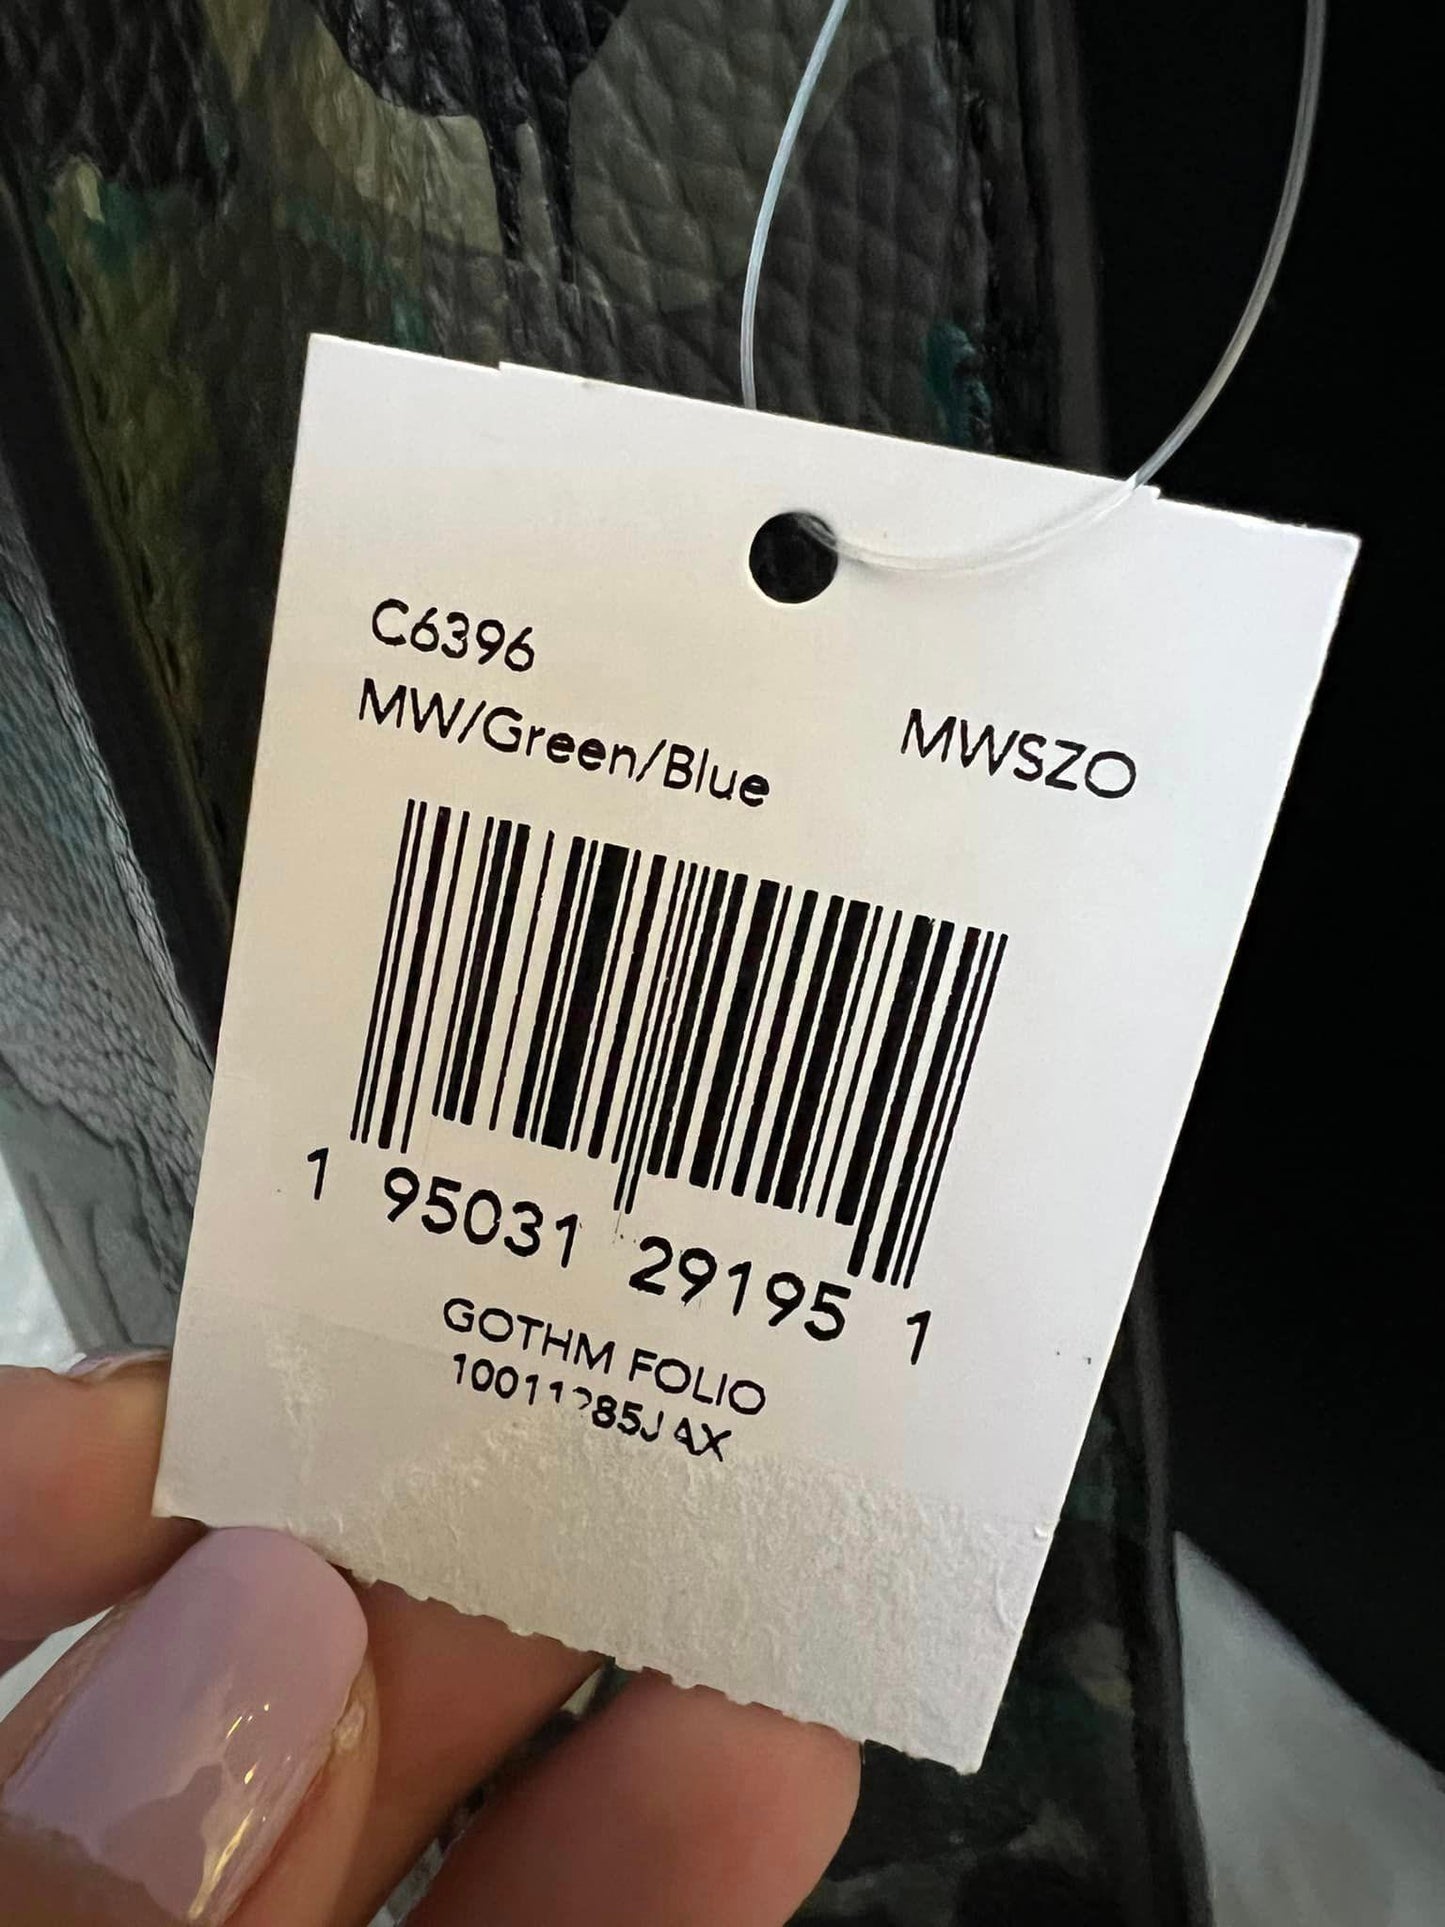 C6396
MW/Green/Blue MWSZO
1 95031 29195 1
GOTHM FOLIO